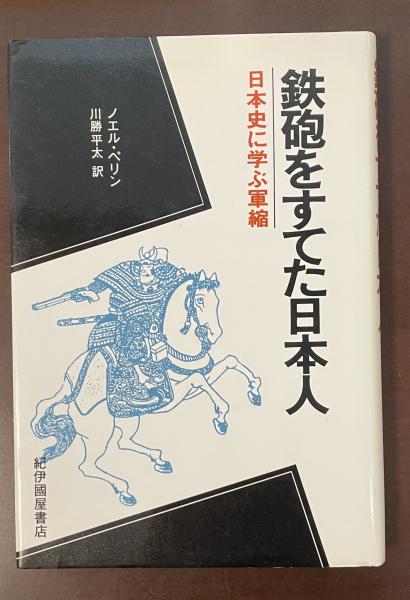 鉄砲をすてた日本人
日本史に学ぶ軍縮
ノエル・ペリン
川勝平太 訳
紀伊國屋書店